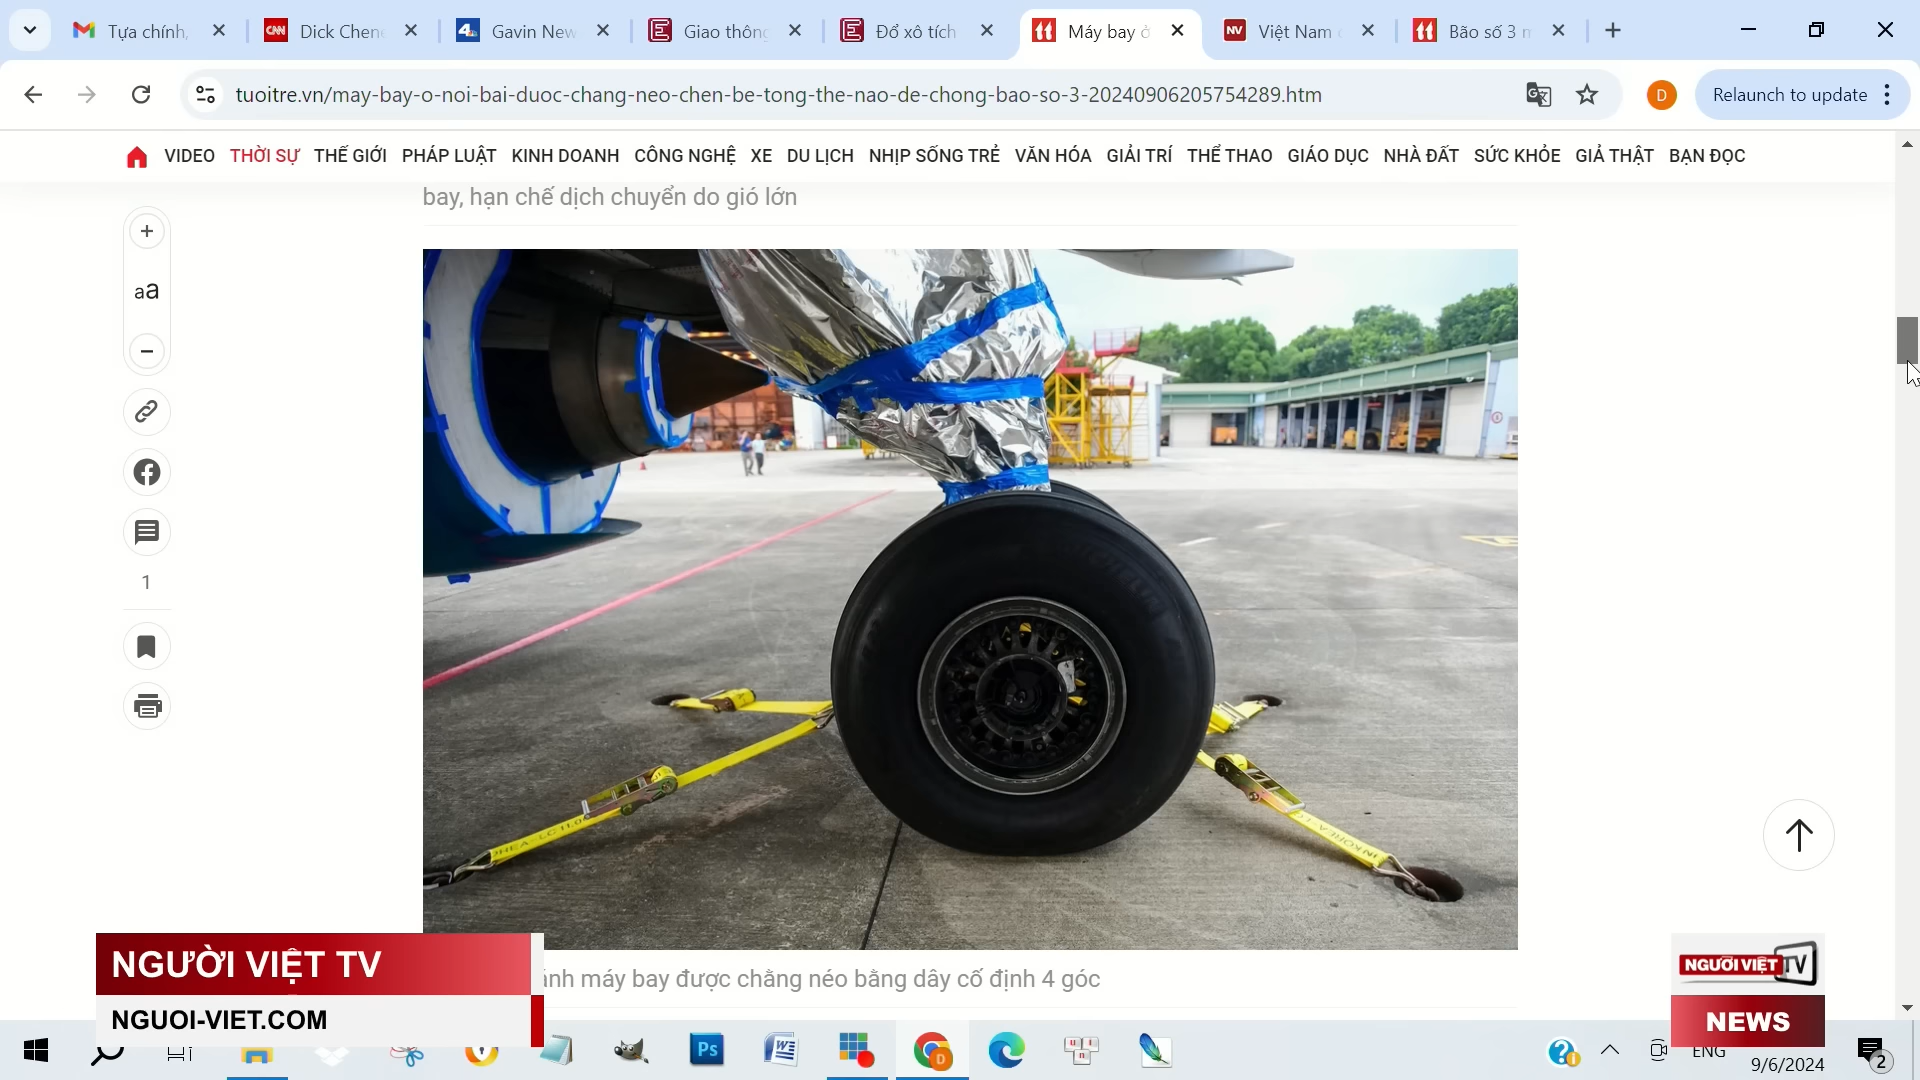 Tựa chính,
Dick Chen
Gavin New
Giao thông
Đổ xô tích
Máy bay ở
Việt Nam
Bão số 3 m
tuoitre.vn/may-bay-o-noi-bai-duoc-chang-neo-chen-be-tong-the-nao-de-chong-bao-so-3-20240906205754289.htm
D
Relaunch to update
VIDEO THỜI SỰ THẾ GIỚI PHÁP LUẬT KINH DOANH CÔNG NGHỆ XE DU LỊCH NHỊP SỐNG TRẺ VĂN HÓA GIẢI TRÍ THỂ THAO GIÁO DỤC NHÀ ĐẤT SỨC KHỎE GIẢ THẬT BẠN ĐỌC
bay, hạn chế dịch chuyển do gió lớn
aA
1
ánh máy bay được chằng néo bằng dây cố định 4 góc
NGƯỜI VIỆT TV
NGUOI-VIET.COM
NGƯỜI VIỆT TV
NEWS
Ps
ENG
9/6/2024
2